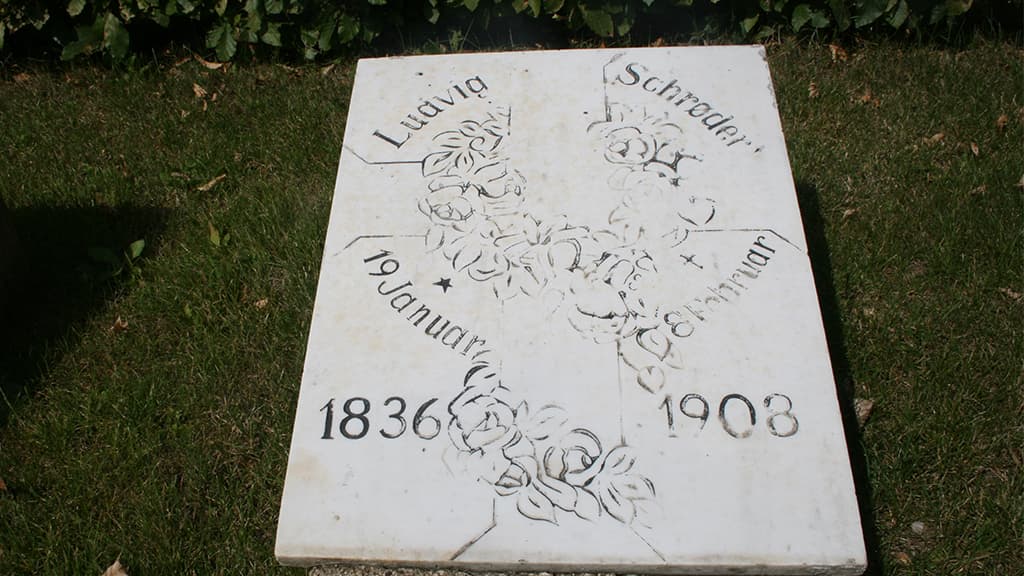 Ludvig Schrøder
19 Januar 8 Februar
1836 1908